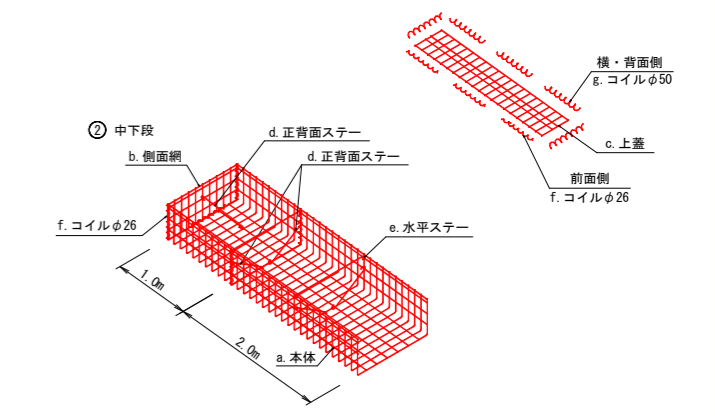 横・背面側
g.コイルφ50
② 中下段
d.正背面ステー
b.側面網
d.正背面ステー
c.上蓋
前面側
f.コイルφ26
f.コイルφ26
e.水平ステー
1.0m
2.0m
a.本体